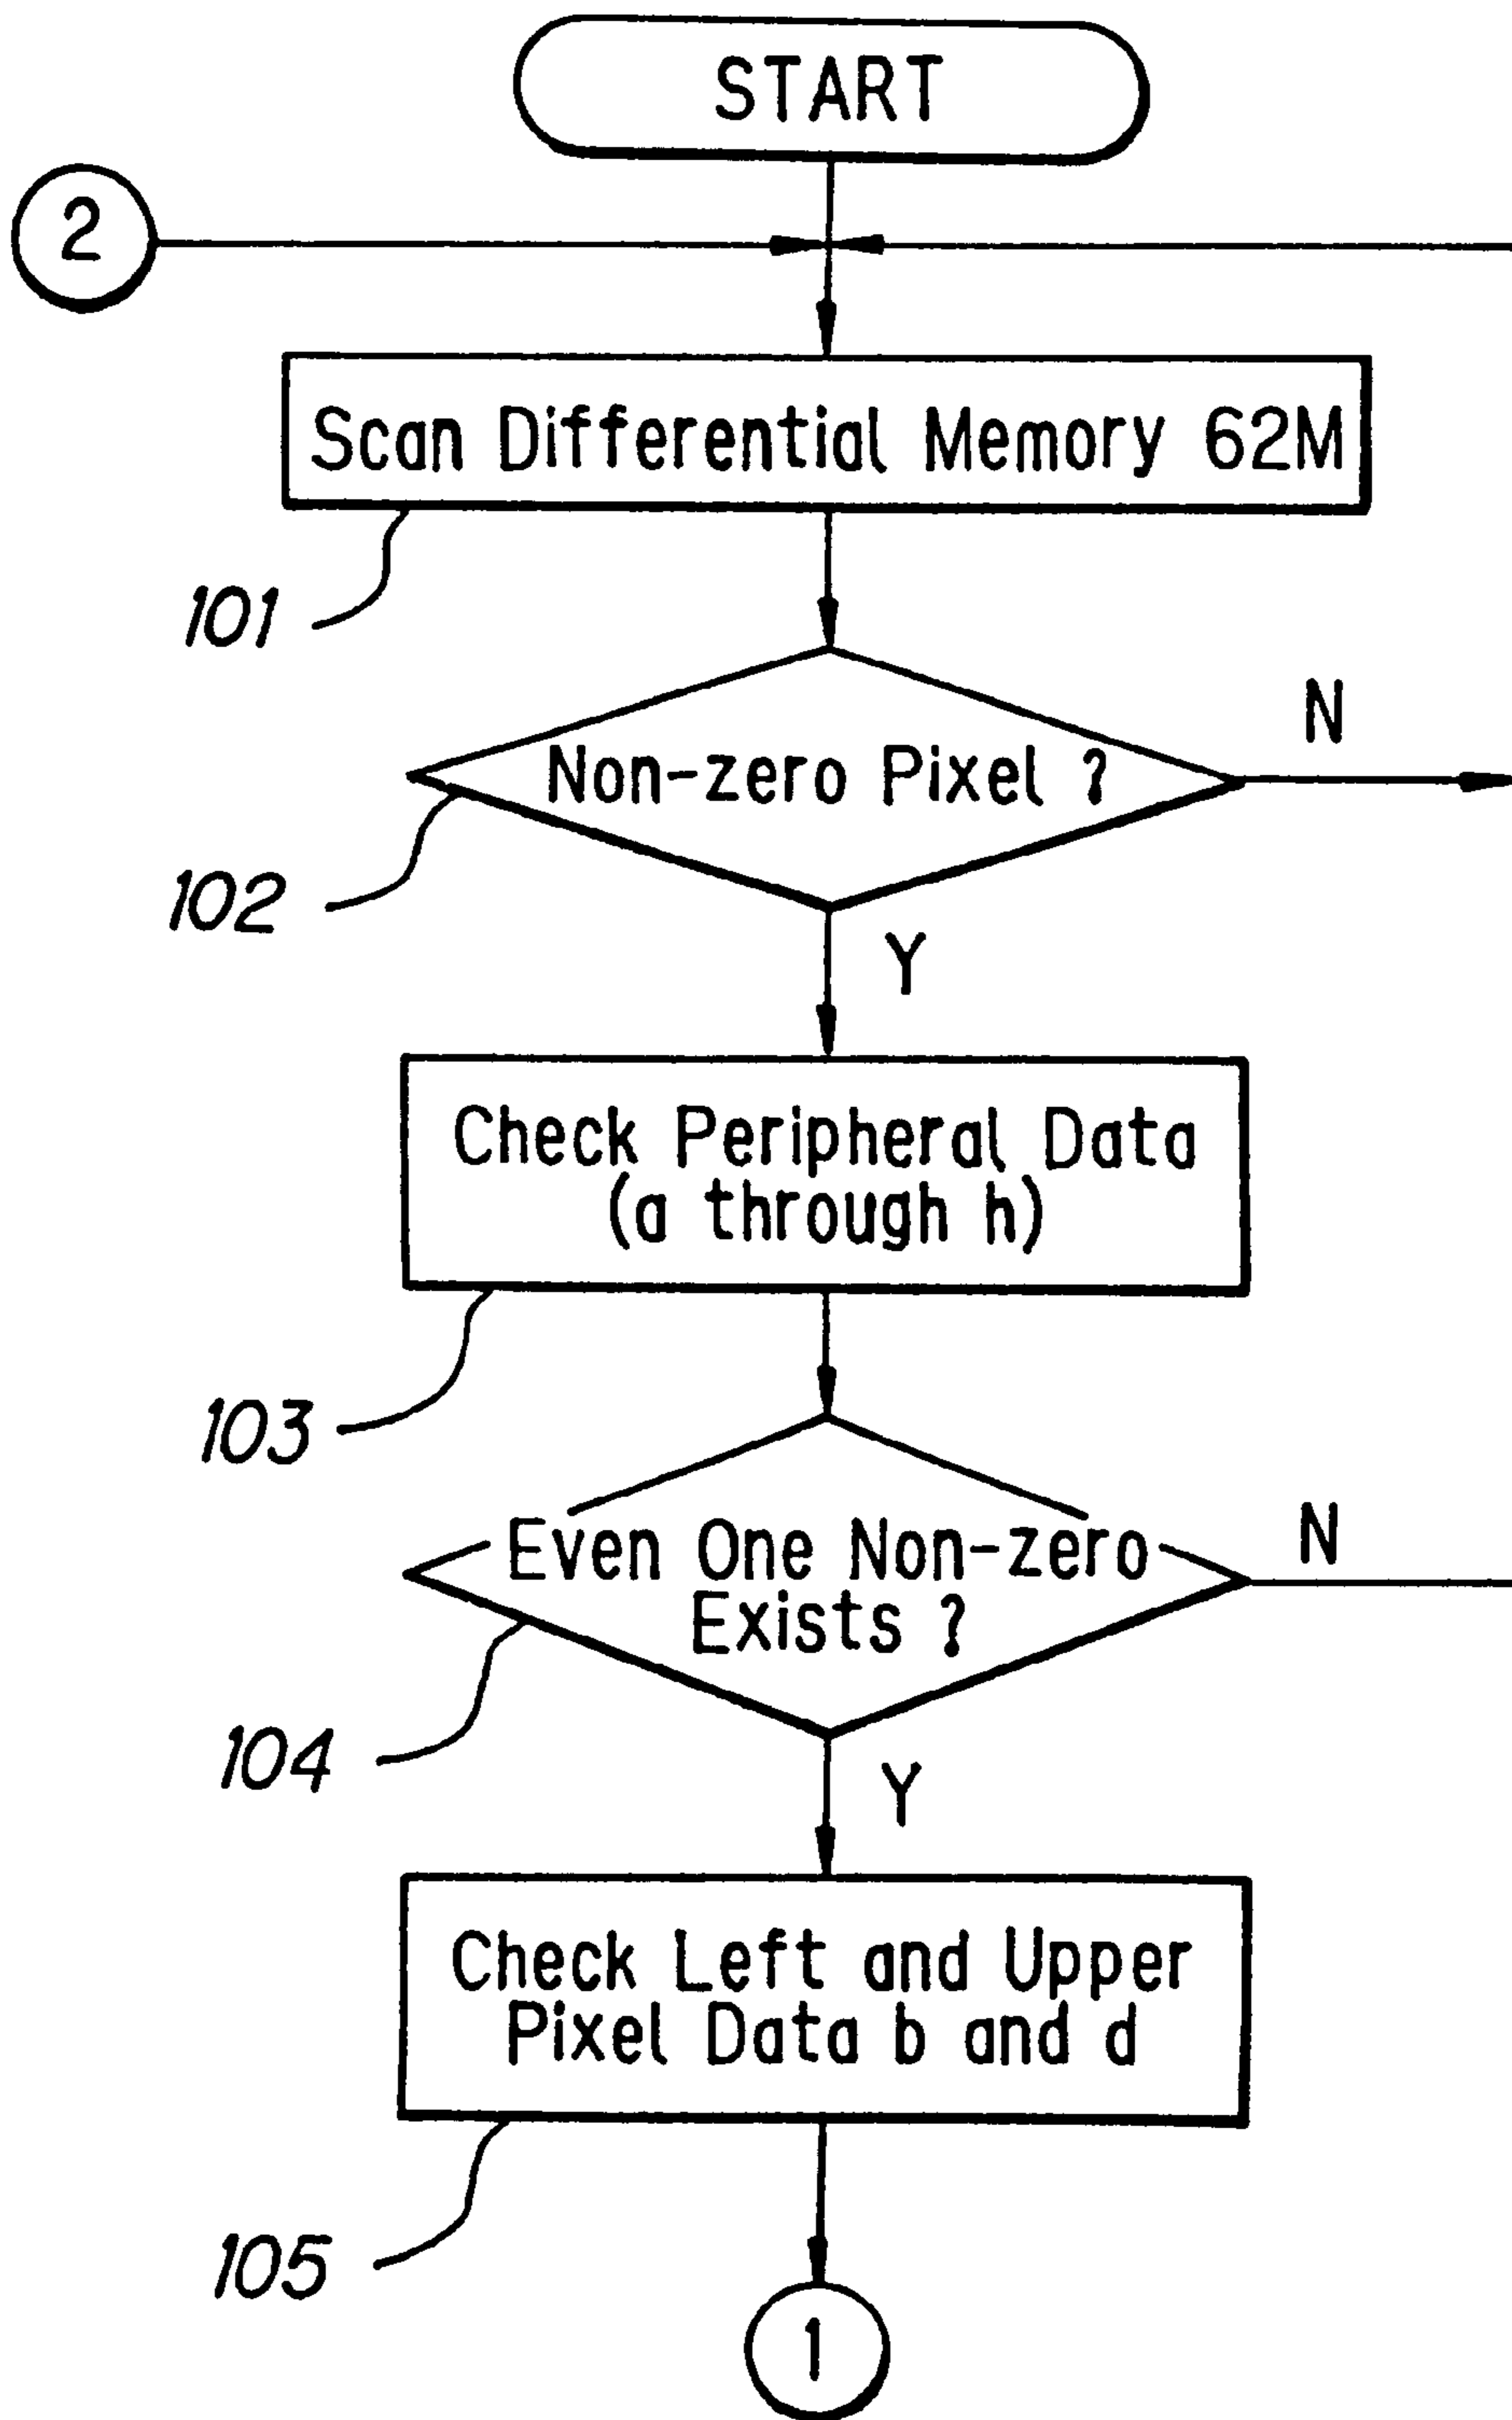 START
2
Scan Differential Memory 62M
101
N
Non-zero Pixel ?
102
Y
Check Peripheral Data
(a through h)
103
N
Even One Non-zero
Exists ?
104
Y
Check Left and Upper
Pixel Data b and d
105
1